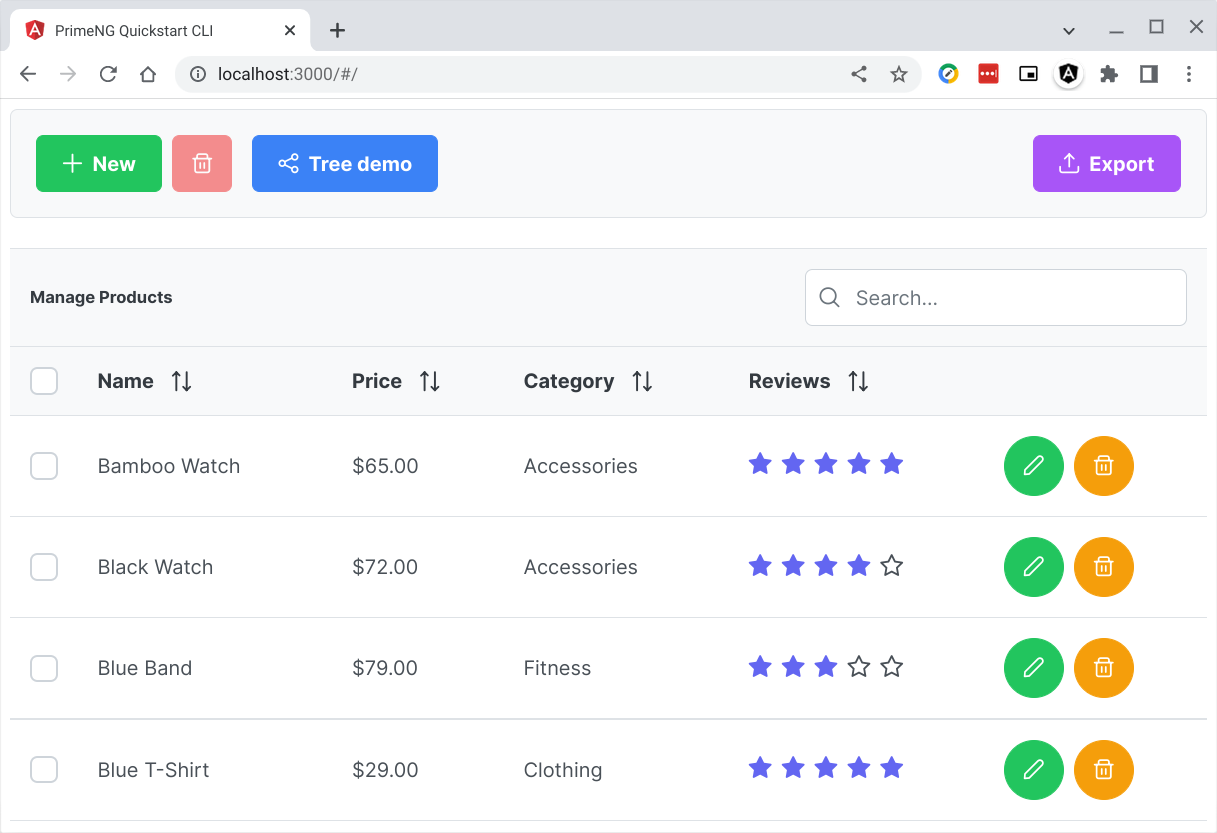 PrimeNG Quickstart CLI
localhost:3000/#/
New
Tree demo
Export
Manage Products
Search...
Name Price Category Reviews
Bamboo Watch $65.00 Accessories
Black Watch $72.00 Accessories
Blue Band $79.00 Fitness
Blue T-Shirt $29.00 Clothing